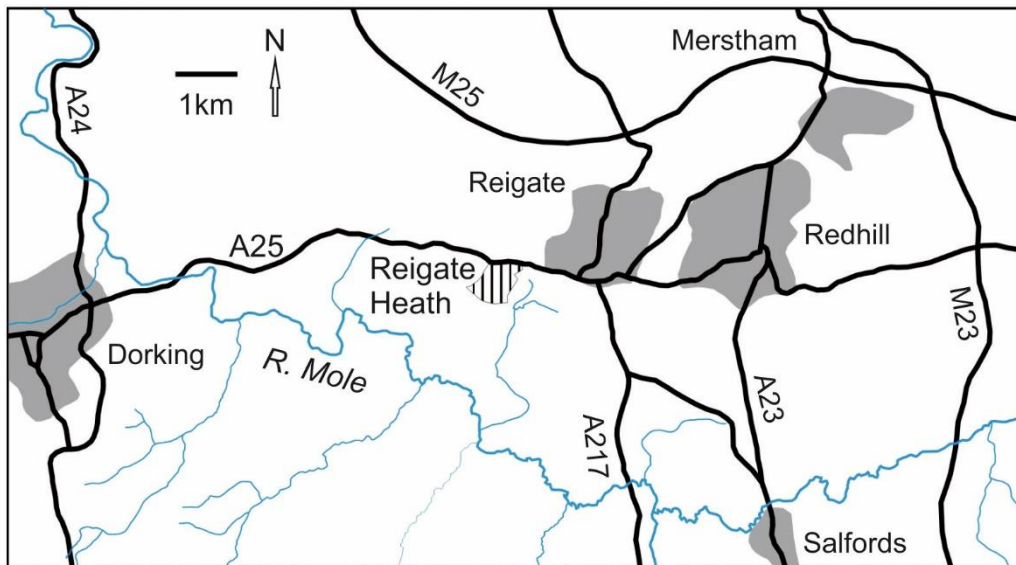 Merstham
N
1km
A24
M25
Reigate
Redhill
A25
Reigate
Heath
M23
Dorking
R. Mole
A23
A217
Salfords